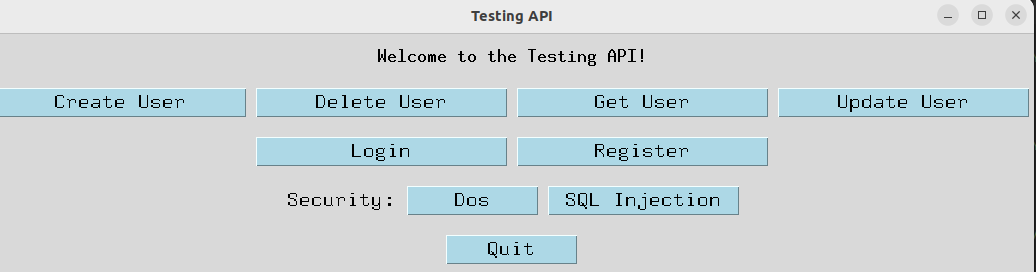 Testing API
Welcome to the Testing API!
Create User Delete User Get User Update User
Login Register
Security: Dos SQL Injection
Quit